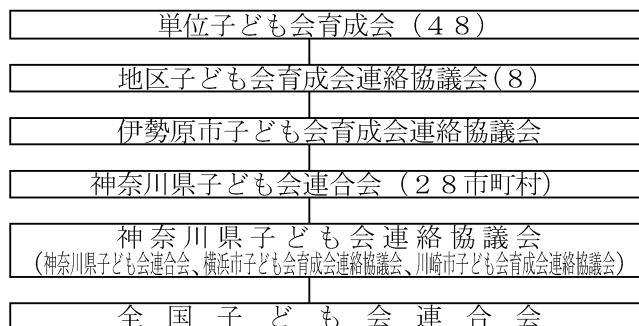 単位子ども会育成会（４８）
地区子ども会育成会連絡協議会(８)
伊勢原市子ども会育成会連絡協議会
神奈川県子ども会連合会（２８市町村）
神奈川県子ども会連絡協議会
(神奈川県子ども会連合会、横浜市子ども会育成会連絡協議会、川崎市子ども会育成会連絡協議会)
全国子ども会連合会